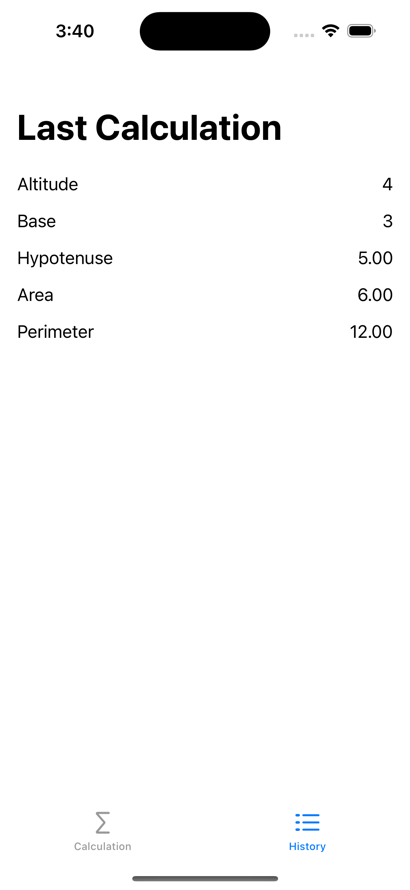 3:40
Last Calculation
Altitude 4
Base 3
Hypotenuse 5.00
Area 6.00
Perimeter 12.00
Calculation History